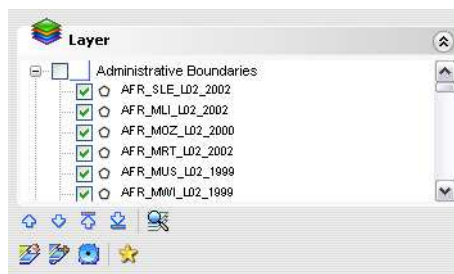 Layer
Administrative Boundaries
AFR_SLE_L02_2002
AFR_MLI_L02_2002
AFR_MOZ_L02_2000
AFR_MRT_L02_2002
AFR_MUS_L02_1999
AFR_MWI_L02_1999